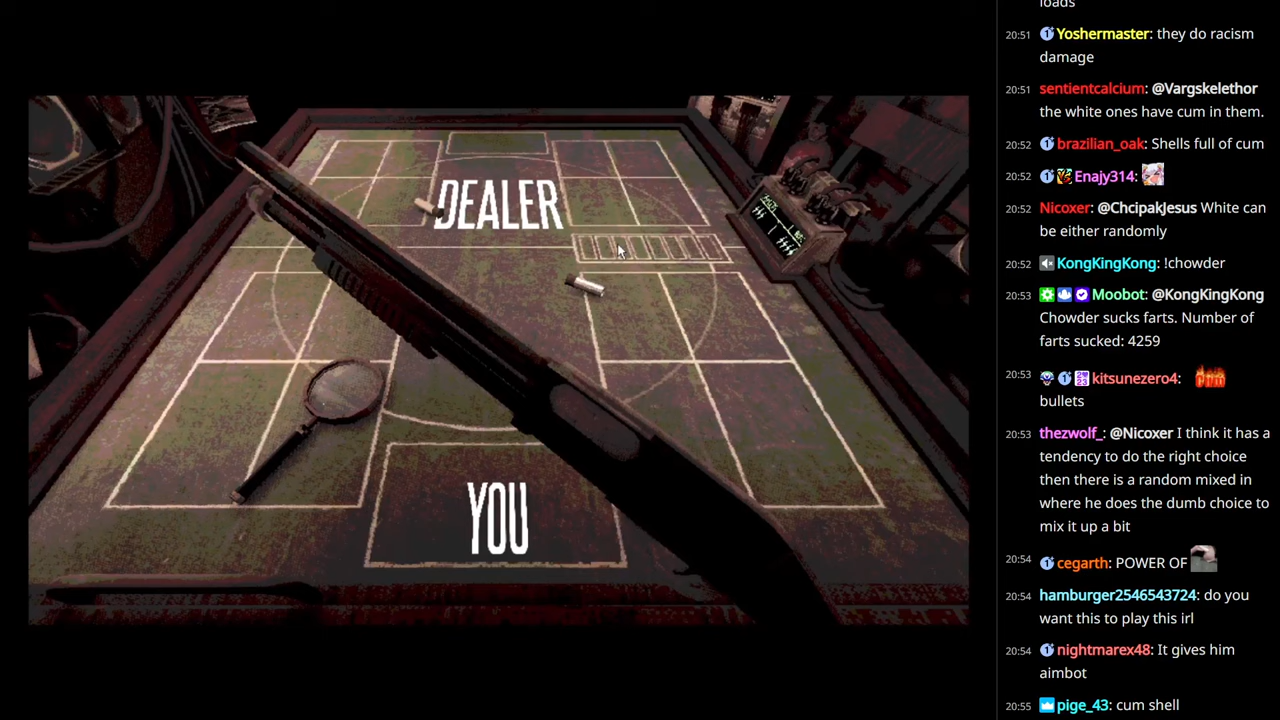 DEALER
YOU
loads
20:51 Yoshermaster: they do racism
damage
20:51 sentientcalcium: @Vargskelethor
the white ones have cum in them.
20:52 brazilian_oak: Shells full of cum
20:52 Enajy314:
20:52 Nicoxer: @ChcipakJesus White can
be either randomly
20:52 KongKingKong: !chowder
20:53 Moobot: @KongKingKong
Chowder sucks farts. Number of
farts sucked: 4259
20:53 kitsunezero4:
bullets
20:53 thezwolf_: @Nicoxer I think it has a
tendency to do the right choice
then there is a random mixed in
where he does the dumb choice to
mix it up a bit
20:54 cegarth: POWER OF
20:54 hamburger2546543724: do you
want this to play this irl
20:54 nightmarex48: It gives him
aimbot
20:55 pige_43: cum shell